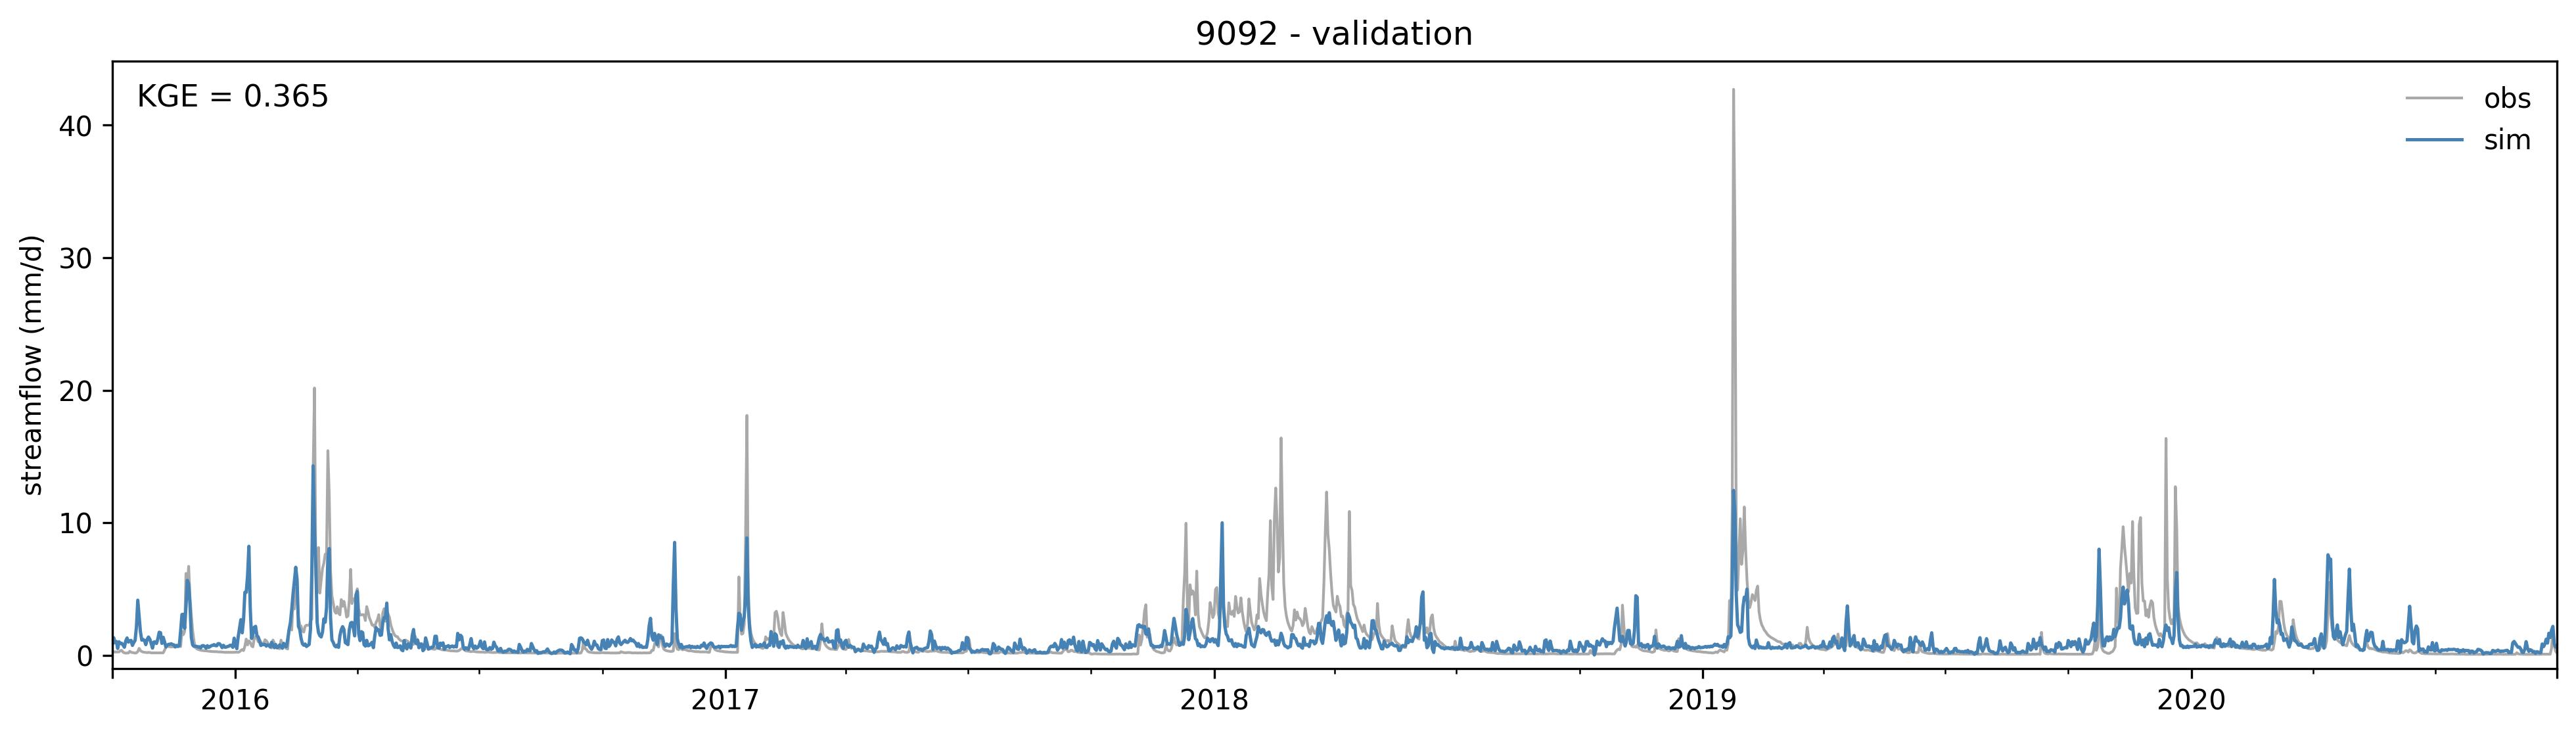 9092 - validation
KGE = 0.365
obs
sim
streamflow (mm/d)
40
30
20
10
0
2016
2017
2018
2019
2020